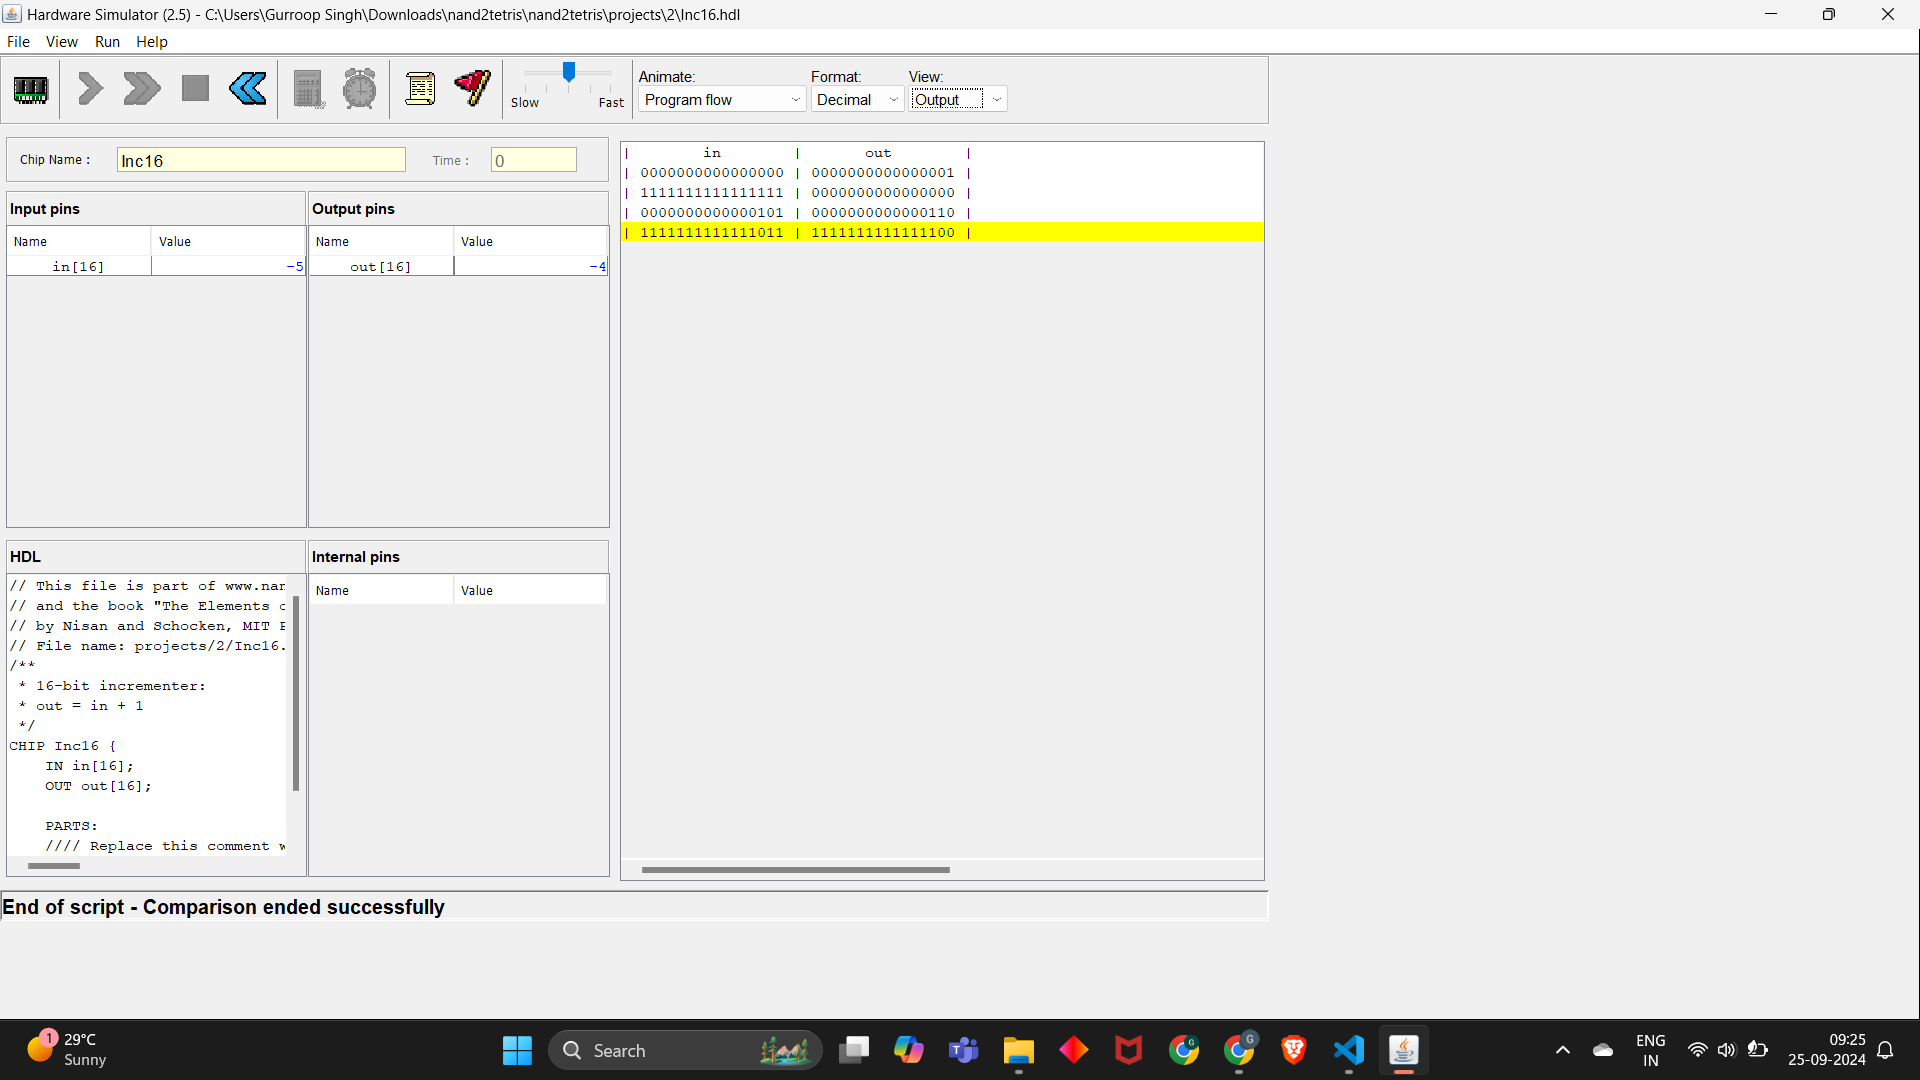 Hardware Simulator (2.5) - C:\Users\Gurroop Singh\Downloads\nand2tetris\nand2tetris\projects\2\Inc16.hdl
File View Run Help
Animate: Format: View:
Slow Fast Program flow Decimal Output
Chip Name : Inc16 Time : 0
Input pins Output pins
Name Value Name Value
in[16] -5 out[16] -4
| in | out |
| 0000000000000000 | 0000000000000001 |
| 1111111111111111 | 0000000000000000 |
| 0000000000000101 | 0000000000000110 |
| 1111111111111011 | 1111111111111100 |
HDL Internal pins
Name Value
// This file is part of www.nan
// and the book "The Elements o
// by Nisan and Schocken, MIT P
// File name: projects/2/Inc16.
/**
* 16-bit incrementer:
* out = in + 1
*/
CHIP Inc16 {
IN in[16];
OUT out[16];
PARTS:
//// Replace this comment w
End of script - Comparison ended successfully
1
29°C
Sunny
Search
G
G
ENG
IN
09:25
25-09-2024